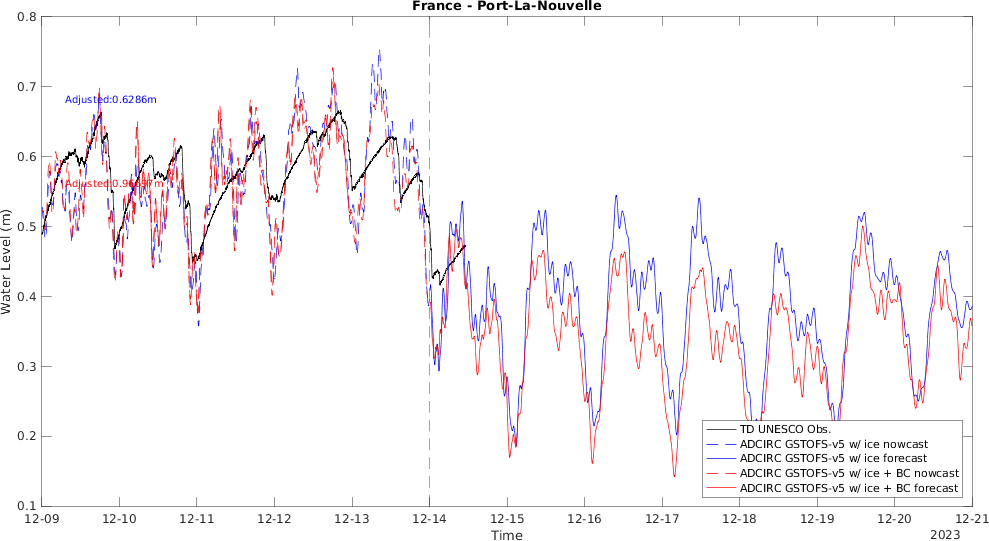 France - Port-La-Nouvelle
0.8
0.7
0.6
0.5
0.4
0.3
0.2
0.1
Water Level (m)
Adjusted:0.6286m
TD UNESCO Obs.
ADCIRC GSTOFS-v5 w/ ice nowcast
ADCIRC GSTOFS-v5 w/ ice forecast
ADCIRC GSTOFS-v5 w/ ice + BC nowcast
ADCIRC GSTOFS-v5 w/ ice + BC forecast
12-09 12-10 12-11 12-12 12-13 12-14 12-15 12-16 12-17 12-18 12-19 12-20 12-21
Time
2023